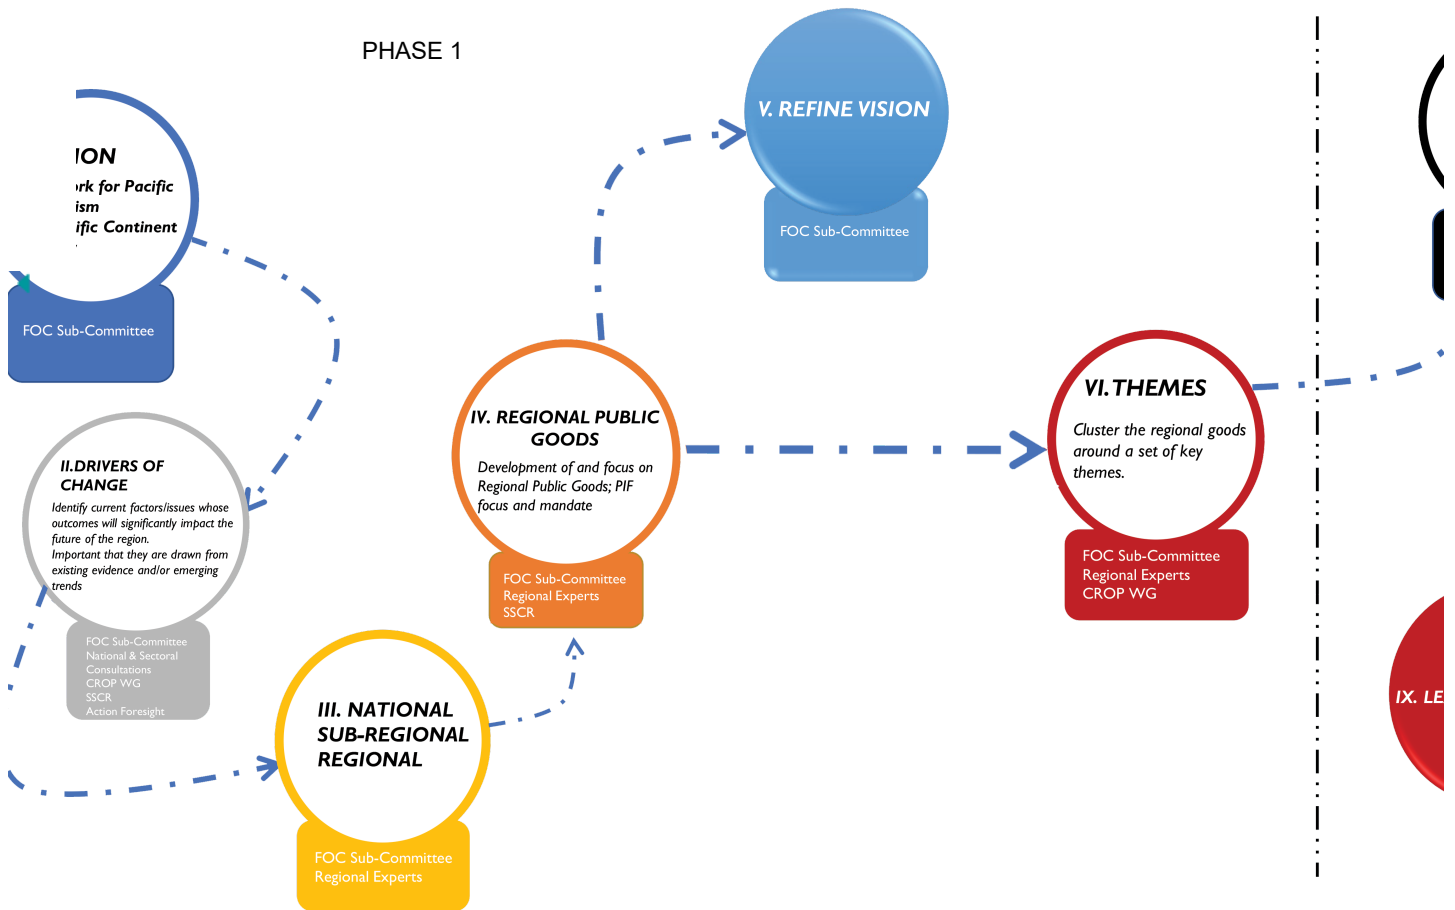 PHASE 1
ION
rk for Pacific
ism
ific Continent
FOC Sub-Committee
II.DRIVERS OF
CHANGE
Identify current factors/issues whose
outcomes will significantly impact the
future of the region.
Important that they are drawn from
existing evidence and/or emerging
trends
FOC Sub-Committee
National & Sectoral
Consultations
CROP WG
SSCR
Action Foresight
III. NATIONAL
SUB-REGIONAL
REGIONAL
FOC Sub-Committee
Regional Experts
IV. REGIONAL PUBLIC
GOODS
Development of and focus on
Regional Public Goods; PIF
focus and mandate
FOC Sub-Committee
Regional Experts
SSCR
V. REFINE VISION
FOC Sub-Committee
VI. THEMES
Cluster the regional goods
around a set of key
themes.
FOC Sub-Committee
Regional Experts
CROP WG
IX. LE